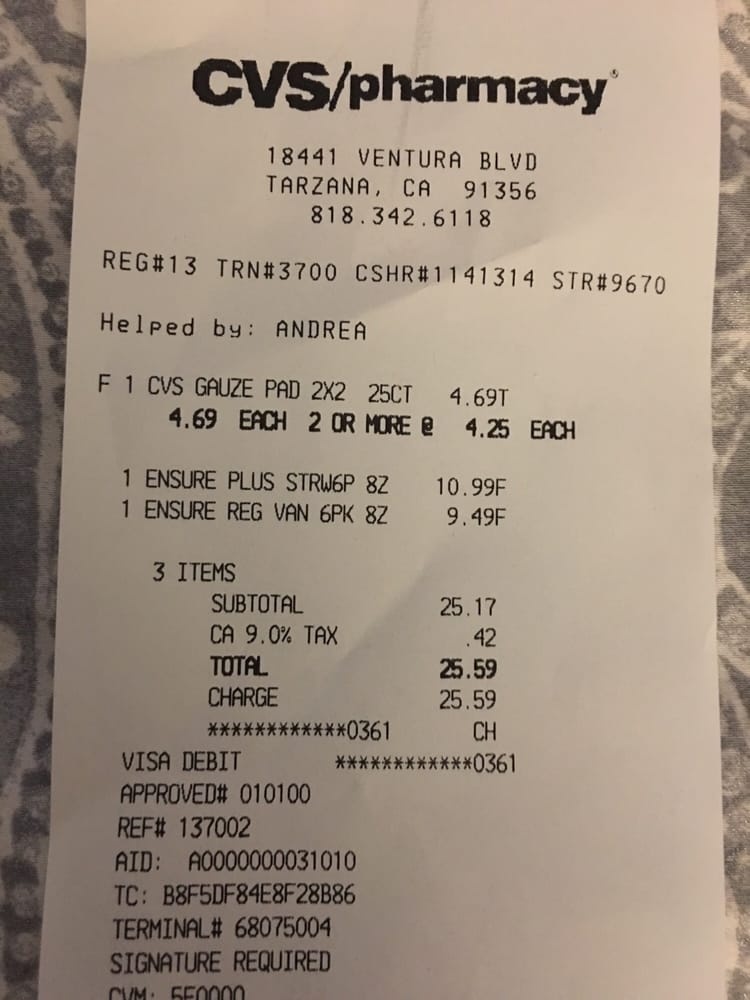 CVS/pharmacy®
18441 VENTURA BLVD
TARZANA, CA 91356
818.342.6118
REG#13 TRN#3700 CSHR#1141314 STR#9670
Helped by: ANDREA
F 1 CVS GAUZE PAD 2X2 25CT 4.69T
4.69 EACH 2 OR MORE @ 4.25 EACH
1 ENSURE PLUS STRW6P 8Z 10.99F
1 ENSURE REG VAN 6PK 8Z 9.49F
3 ITEMS
SUBTOTAL 25.17
CA 9.0% TAX .42
TOTAL 25.59
CHARGE 25.59
************0361 CH
VISA DEBIT ************0361
APPROVED# 010100
REF# 137002
AID: A0000000031010
TC: B8F5DF84E8F28B86
TERMINAL# 68075004
SIGNATURE REQUIRED
CVM: 5E0000